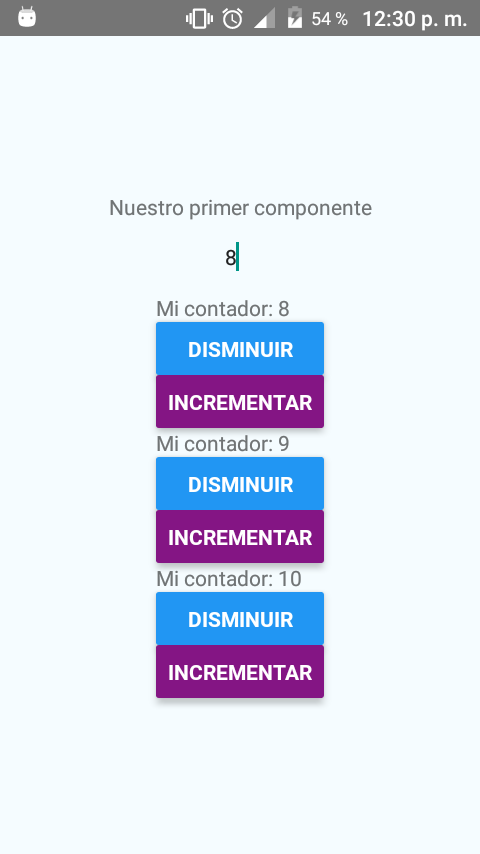 54 % 12:30 p. m.
Nuestro primer componente
8
Mi contador: 8
DISMINUIR
INCREMENTAR
Mi contador: 9
DISMINUIR
INCREMENTAR
Mi contador: 10
DISMINUIR
INCREMENTAR